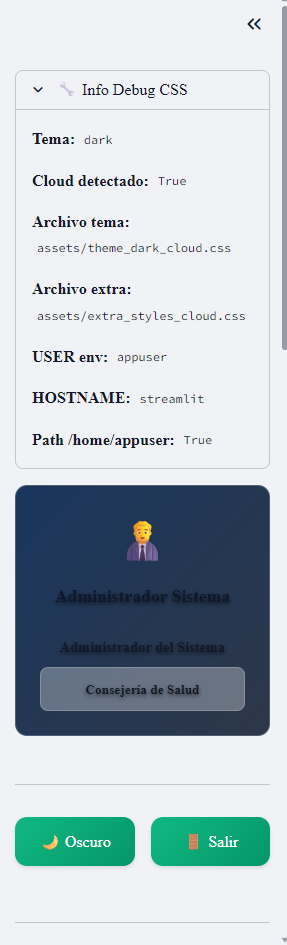 Info Debug CSS
Tema: dark
Cloud detectado: True
Archivo tema:
assets/theme_dark_cloud.css
Archivo extra:
assets/extra_styles_cloud.css
USER env: appuser
HOSTNAME: streamlit
Path /home/appuser: True
Administrador Sistema
Administrador del Sistema
Consejería de Salud
Oscuro
Salir